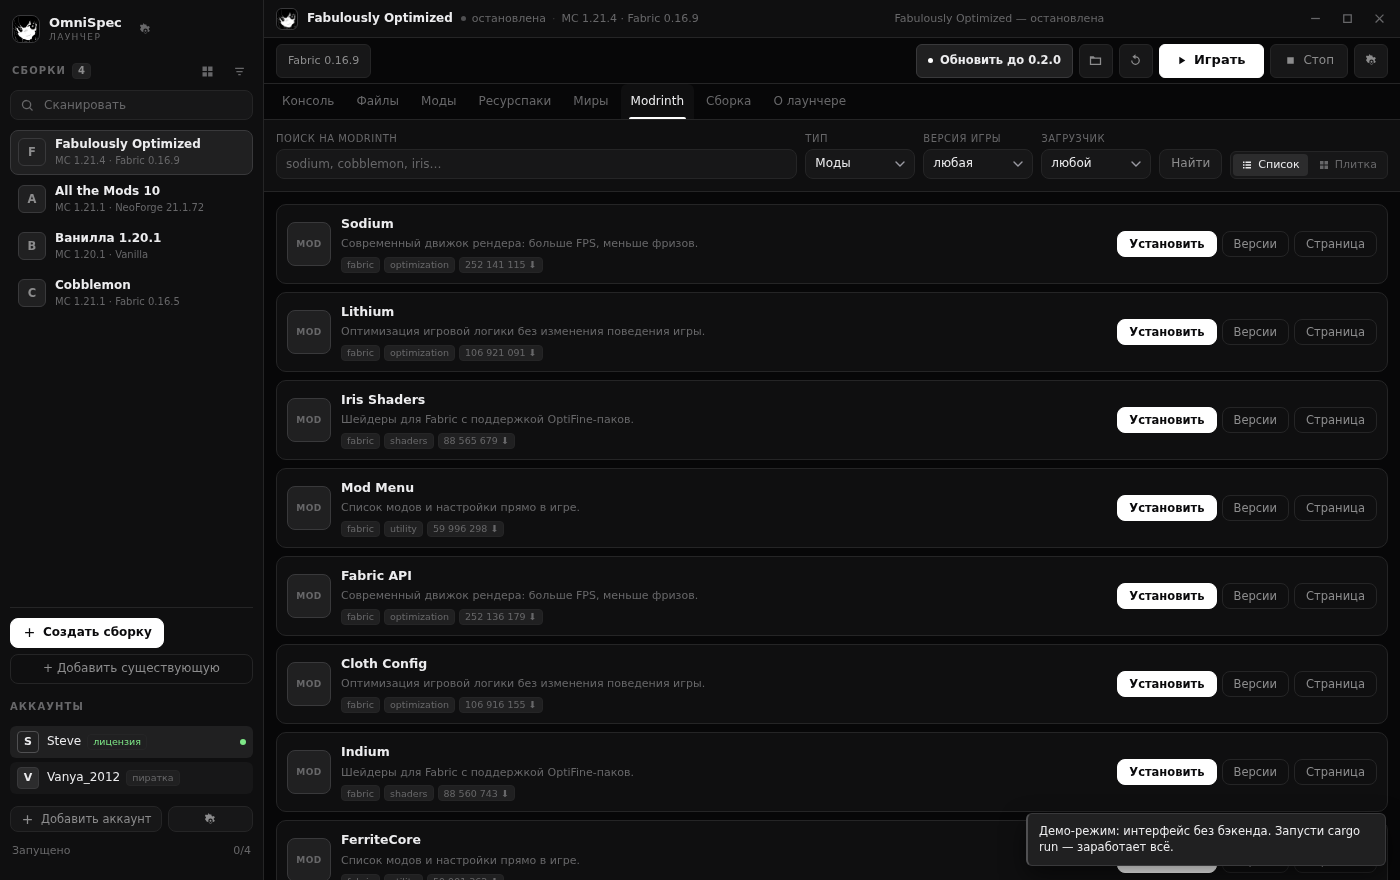 OmniSpec
ЛАУНЧЕР
СБОРКИ 4
Сканировать
F Fabulously Optimized
MC 1.21.4 · Fabric 0.16.9
A All the Mods 10
MC 1.21.1 · NeoForge 21.1.72
В Ванилла 1.20.1
MC 1.20.1 · Vanilla
C Cobblemon
MC 1.21.1 · Fabric 0.16.5
+ Создать сборку
+ Добавить существующую
АККАУНТЫ
S Steve лицензия
V Vanya_2012 пиратка
+ Добавить аккаунт
Запущено 0/4
Fabulously Optimized остановлена · MC 1.21.4 · Fabric 0.16.9
Fabulously Optimized — остановлена
Fabric 0.16.9
Обновить до 0.2.0
Играть
Стоп
Консоль Файлы Моды Ресурспаки Миры Modrinth Сборка О лаунчере
ПОИСК НА MODRINTH ТИП ВЕРСИЯ ИГРЫ ЗАГРУЗЧИК
sodium, cobblemon, iris… Моды любая любой Найти Список Плитка
MOD
Sodium
Современный движок рендера: больше FPS, меньше фризов.
fabric optimization 252 141 115 ⬇
Установить Версии Страница
MOD
Lithium
Оптимизация игровой логики без изменения поведения игры.
fabric optimization 106 921 091 ⬇
Установить Версии Страница
MOD
Iris Shaders
Шейдеры для Fabric с поддержкой OptiFine-паков.
fabric shaders 88 565 679 ⬇
Установить Версии Страница
MOD
Mod Menu
Список модов и настройки прямо в игре.
fabric utility 59 996 298 ⬇
Установить Версии Страница
MOD
Fabric API
Современный движок рендера: больше FPS, меньше фризов.
fabric optimization 252 136 179 ⬇
Установить Версии Страница
MOD
Cloth Config
Оптимизация игровой логики без изменения поведения игры.
fabric optimization 106 916 155 ⬇
Установить Версии Страница
MOD
Indium
Шейдеры для Fabric с поддержкой OptiFine-паков.
fabric shaders 88 560 743 ⬇
Установить Версии Страница
MOD
FerriteCore
Список модов и настройки прямо в игре.
Демо-режим: интерфейс без бэкенда. Запусти cargo
run — заработает всё.